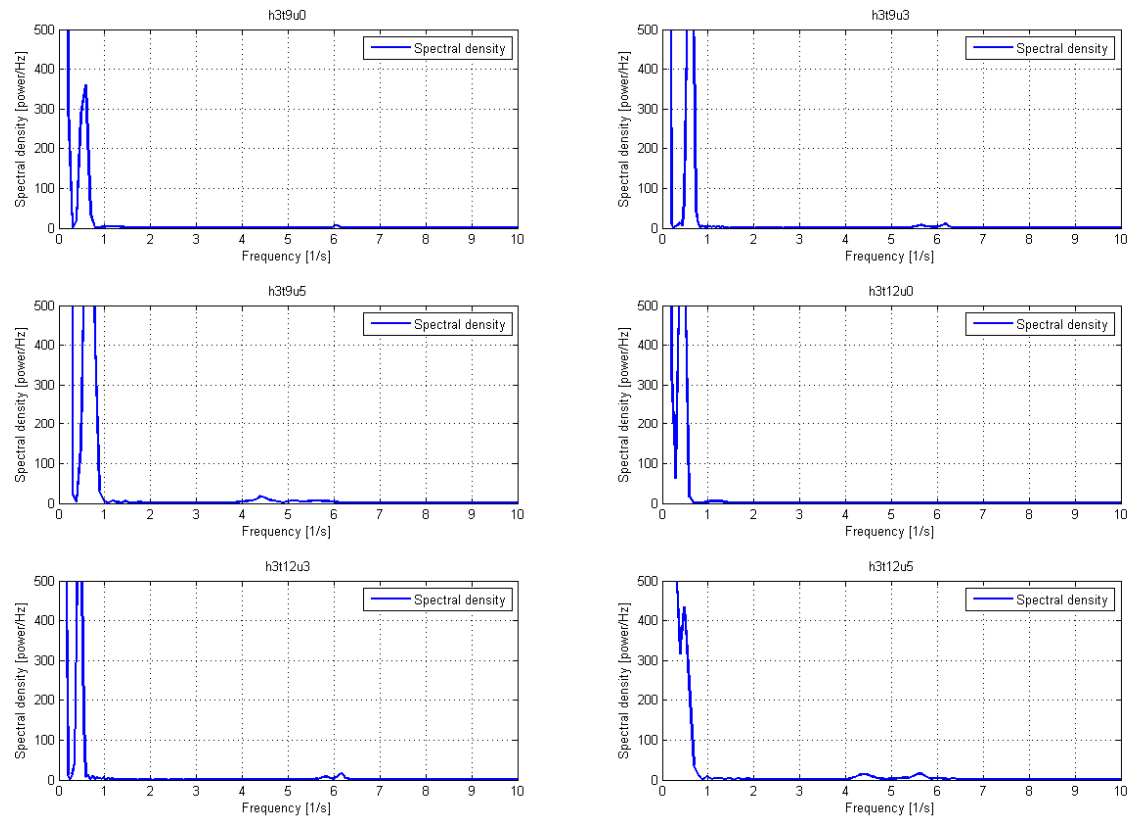 h3t9u0
500
400
300
200
100
0
Spectral density [power/Hz]
Spectral density
0 1 2 3 4 5 6 7 8 9 10
Frequency [1/s]
h3t9u3
500
400
300
200
100
0
Spectral density [power/Hz]
Spectral density
0 1 2 3 4 5 6 7 8 9 10
Frequency [1/s]
h3t9u5
500
400
300
200
100
0
Spectral density [power/Hz]
Spectral density
0 1 2 3 4 5 6 7 8 9 10
Frequency [1/s]
h3t12u0
500
400
300
200
100
0
Spectral density [power/Hz]
Spectral density
0 1 2 3 4 5 6 7 8 9 10
Frequency [1/s]
h3t12u3
500
400
300
200
100
0
Spectral density [power/Hz]
Spectral density
0 1 2 3 4 5 6 7 8 9 10
Frequency [1/s]
h3t12u5
500
400
300
200
100
0
Spectral density [power/Hz]
Spectral density
0 1 2 3 4 5 6 7 8 9 10
Frequency [1/s]